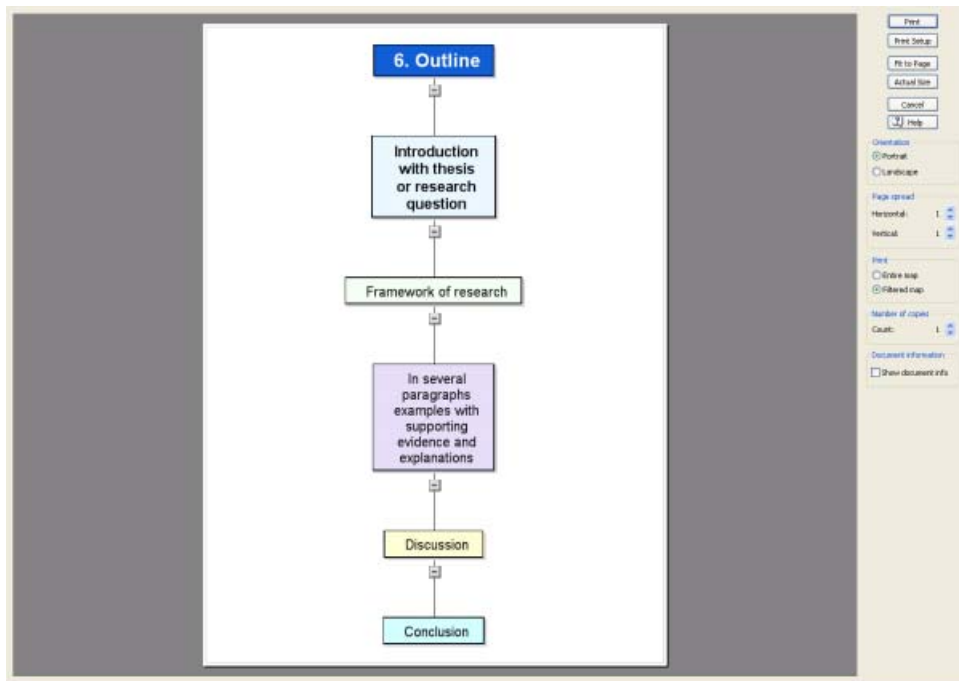 6. Outline
Introduction
with thesis
or research
question
Framework of research
In several
paragraphs
examples with
supporting
evidence and
explanations
Discussion
Conclusion
Print
Print Setup
Fit to Page
Actual Size
Cancel
Help
Orientation
Portrait
Landscape
Page spread
Horizontal: 1
Vertical: 1
Print
Entire map
Filtered map
Number of copies
Count: 1
Document information
Show document info